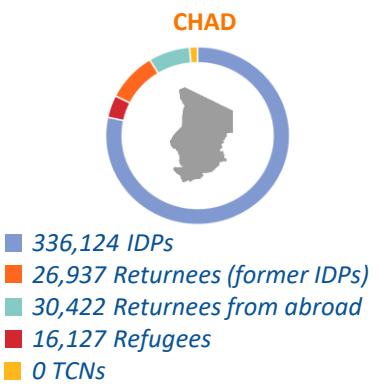 CHAD
336,124 IDPs
26,937 Returnees (former IDPs)
30,422 Returnees from abroad
16,127 Refugees
0 TCNs